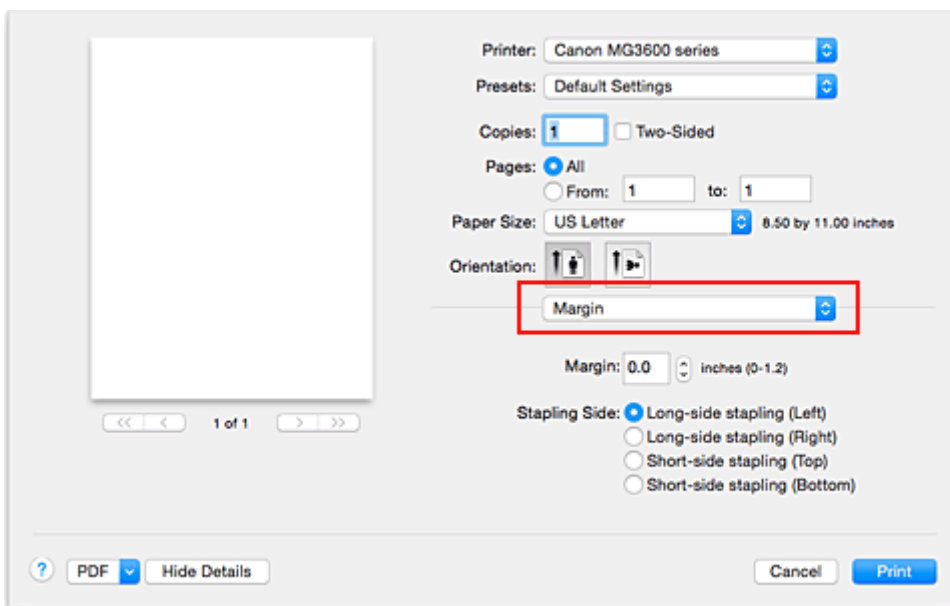 Printer: Canon MG3600 series
Presets: Default Settings
Copies: 1 Two-Sided
Pages: All
From: 1 to: 1
Paper Size: US Letter 8.50 by 11.00 inches
Orientation:
Margin
Margin: 0.0 inches (0-1.2)
Stapling Side: Long-side stapling (Left)
Long-side stapling (Right)
Short-side stapling (Top)
Short-side stapling (Bottom)
<< < 1 of 1 > >>
? PDF Hide Details Cancel Print